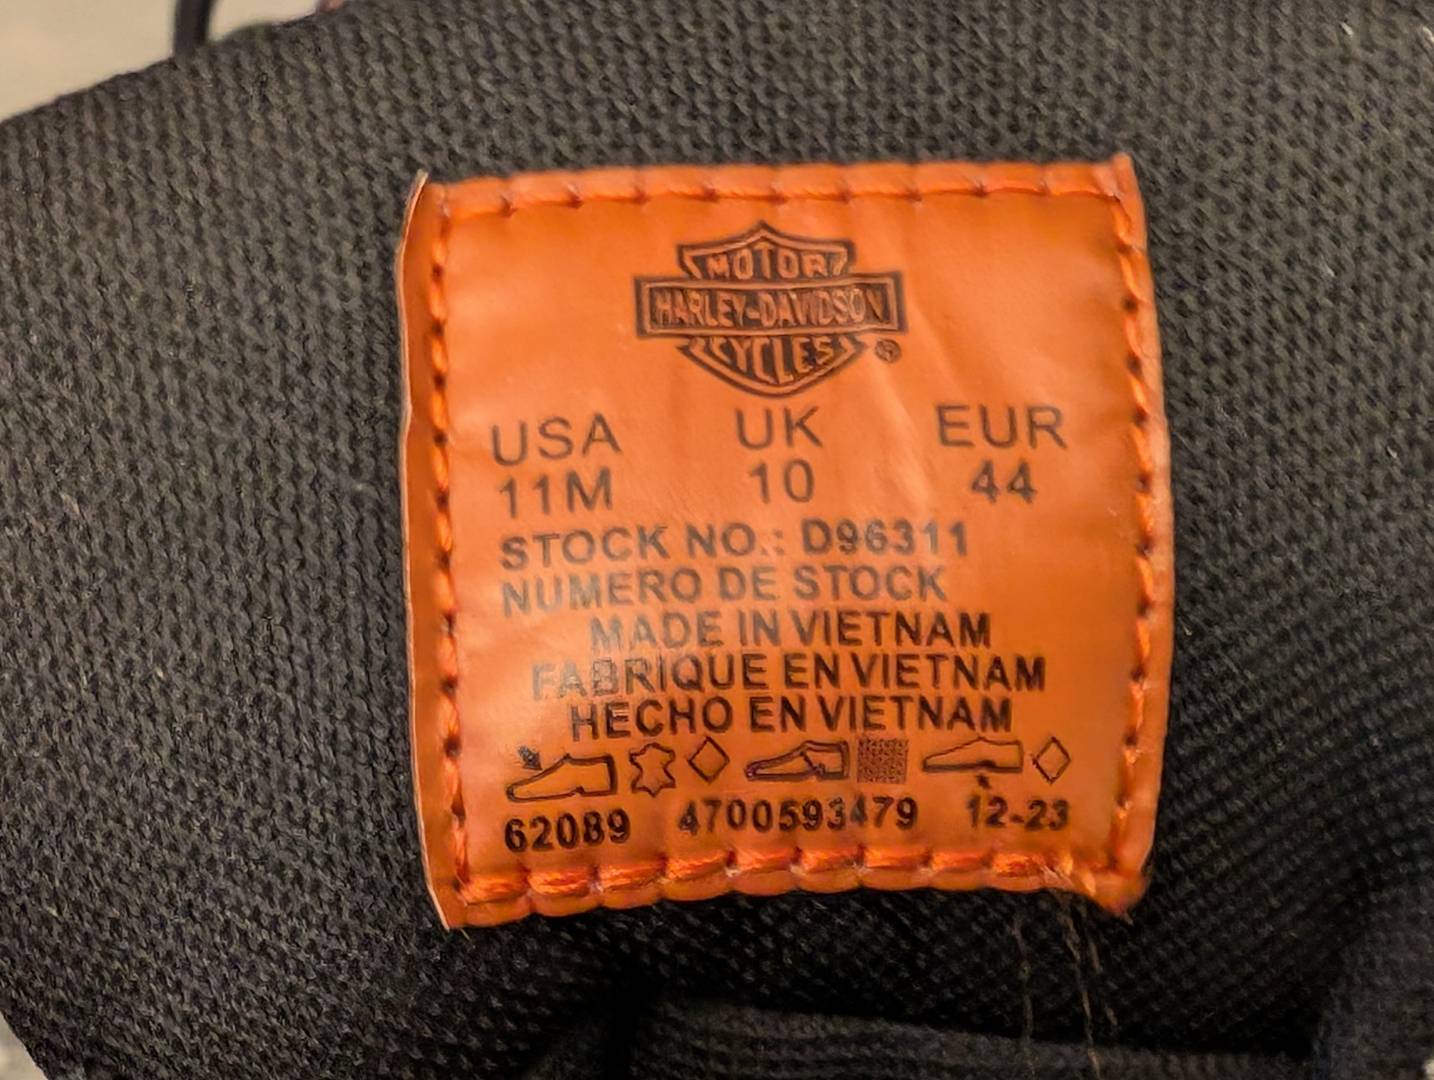 MOTOR
HARLEY-DAVIDSON
CYCLES ®
USA UK EUR
11M 10 44
STOCK NO.: D96311
NUMERO DE STOCK
MADE IN VIETNAM
FABRIQUE EN VIETNAM
HECHO EN VIETNAM
62089 4700593479 12-23